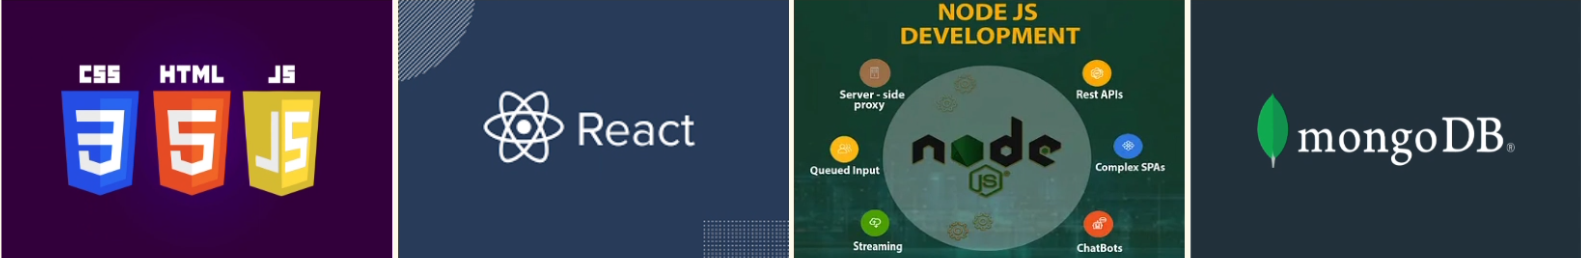 CSS HTML JS
3 5 JS
React
NODE JS
DEVELOPMENT
Server - side
proxy
Rest APIs
Queued Input
Complex SPAs
Streaming
ChatBots
node
JS
mongoDB®